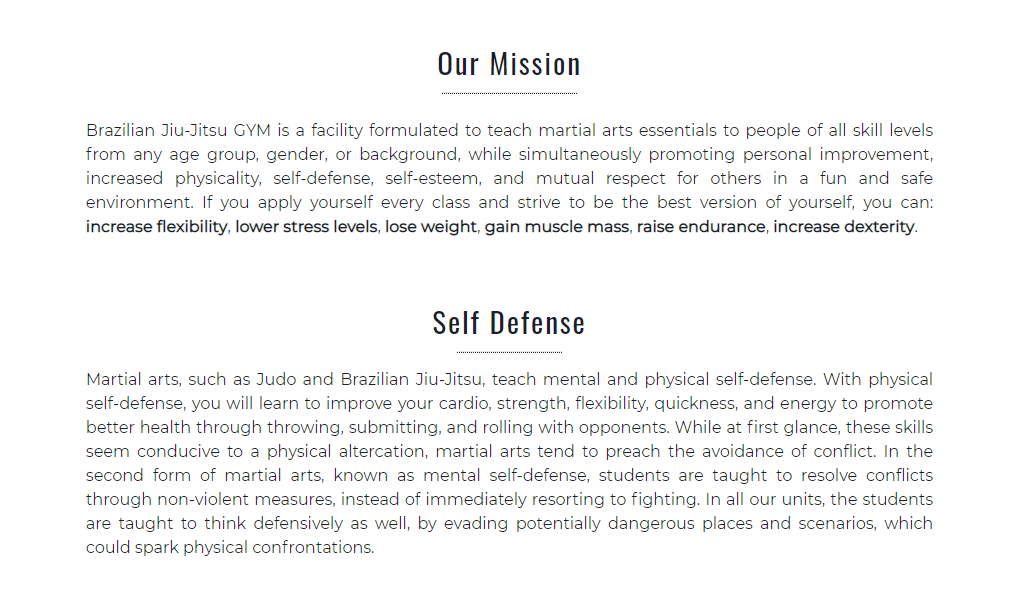 Our Mission
Brazilian Jiu-Jitsu GYM is a facility formulated to teach martial arts essentials to people of all skill levels
from any age group, gender, or background, while simultaneously promoting personal improvement,
increased physicality, self-defense, self-esteem, and mutual respect for others in a fun and safe
environment. If you apply yourself every class and strive to be the best version of yourself, you can:
increase flexibility, lower stress levels, lose weight, gain muscle mass, raise endurance, increase dexterity.
Self Defense
Martial arts, such as Judo and Brazilian Jiu-Jitsu, teach mental and physical self-defense. With physical
self-defense, you will learn to improve your cardio, strength, flexibility, quickness, and energy to promote
better health through throwing, submitting, and rolling with opponents. While at first glance, these skills
seem conducive to a physical altercation, martial arts tend to preach the avoidance of conflict. In the
second form of martial arts, known as mental self-defense, students are taught to resolve conflicts
through non-violent measures, instead of immediately resorting to fighting. In all our units, the students
are taught to think defensively as well, by evading potentially dangerous places and scenarios, which
could spark physical confrontations.